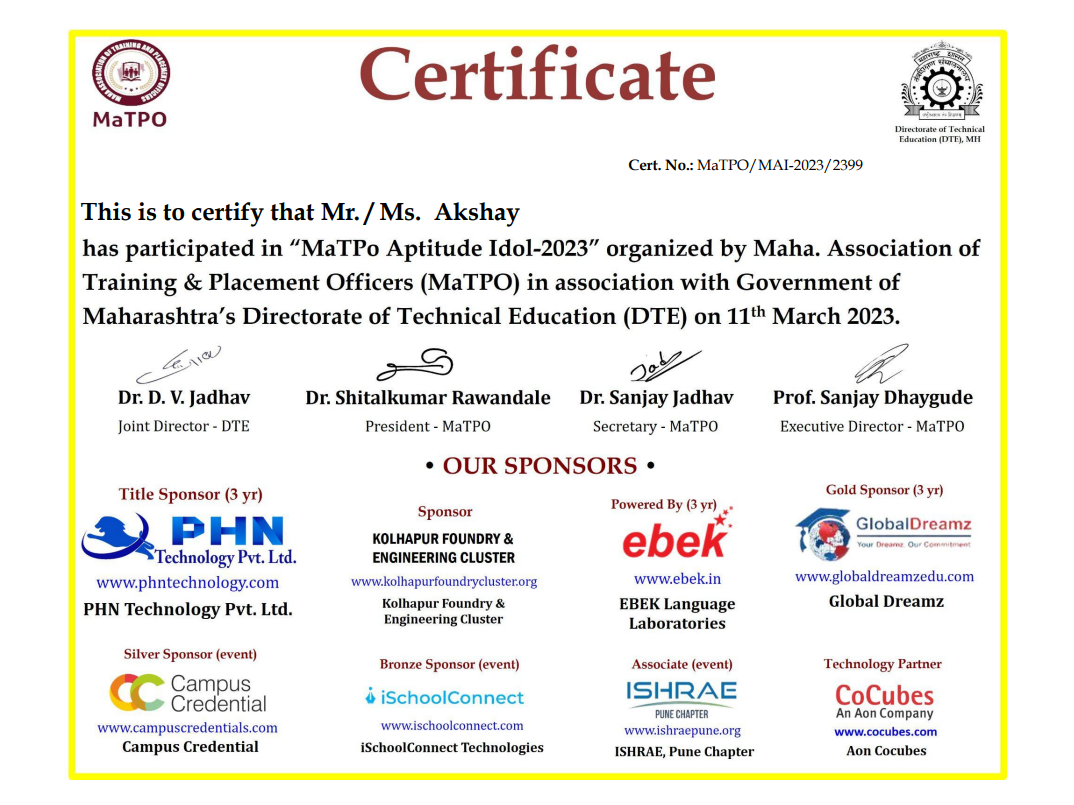 MAHA ASSOCIATION OF TRAINING AND PLACEMENT OFFICERS
MaTPO
Certificate
महाराष्ट्र शासन
Directorate of Technical
Education (DTE), MH
Cert. No.: MaTPO/MAI-2023/2399
This is to certify that Mr. / Ms. Akshay
has participated in “MaTPo Aptitude Idol-2023” organized by Maha. Association of
Training & Placement Officers (MaTPO) in association with Government of
Maharashtra’s Directorate of Technical Education (DTE) on 11th March 2023.
Dr. D. V. Jadhav
Joint Director - DTE
Dr. Shitalkumar Rawandale
President - MaTPO
Dr. Sanjay Jadhav
Secretary - MaTPO
Prof. Sanjay Dhaygude
Executive Director - MaTPO
• OUR SPONSORS •
Title Sponsor (3 yr)
PHN
Technology Pvt. Ltd.
www.phntechnology.com
PHN Technology Pvt. Ltd.
Sponsor
KOLHAPUR FOUNDRY &
ENGINEERING CLUSTER
www.kolhapurfoundrycluster.org
Kolhapur Foundry &
Engineering Cluster
Powered By (3 yr)
ebek
www.ebek.in
EBEK Language
Laboratories
Gold Sponsor (3 yr)
GlobalDreamz
Your Dreamz, Our Commitment
www.globaldreamzedu.com
Global Dreamz
Silver Sponsor (event)
Campus
Credential
www.campuscredentials.com
Campus Credential
Bronze Sponsor (event)
iSchoolConnect
www.ischoolconnect.com
iSchoolConnect Technologies
Associate (event)
ISHRAE
PUNE CHAPTER
www.ishraepune.org
ISHRAE, Pune Chapter
Technology Partner
CoCubes
An Aon Company
www.cocubes.com
Aon Cocubes